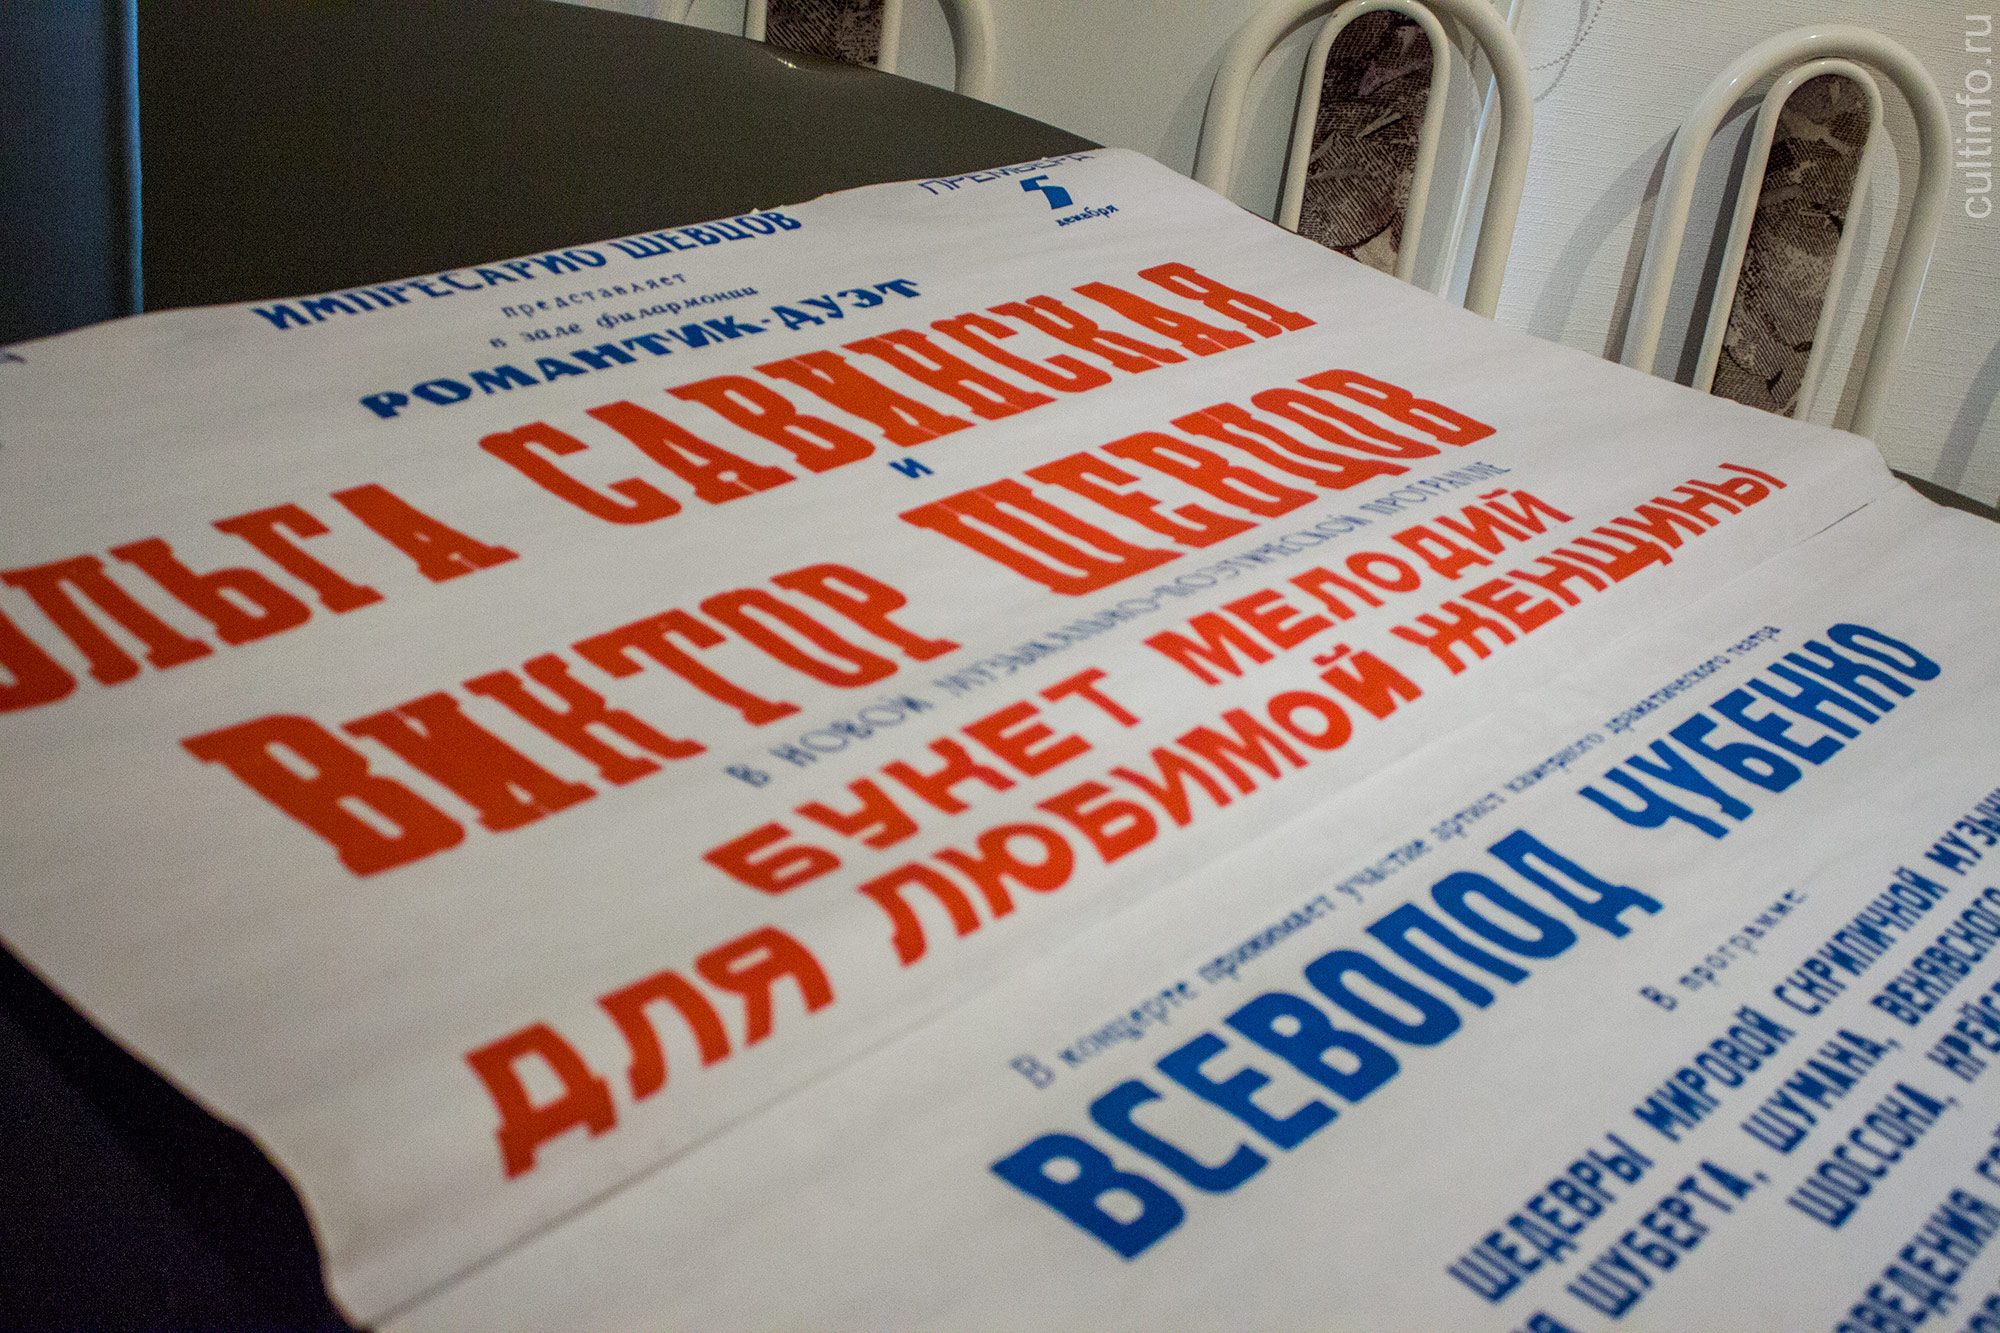 ПРЕМЬЕРА
5
декабря
ИМПРЕСАРИО ШЕВЦОВ
представляет
в зале филармонии
РОМАНТИК-ДУЭТ
ОЛЬГА САВИНСКАЯ
И
ВИКТОР ШЕВЦОВ
В НОВОЙ МУЗЫКАЛЬНО-ПОЭТИЧЕСКОЙ ПРОГРАММЕ
БУКЕТ МЕЛОДИЙ
ДЛЯ ЛЮБИМОЙ ЖЕНЩИНЫ
В концерте принимает участие артист камерного драматического театра
ВСЕВОЛОД ЧУБЕНКО
В программе
ШЕДЕВРЫ МИРОВОЙ СКРИПИЧНОЙ МУЗЫКИ
ШУБЕРТА, ШУМАНА, ВЕНЯВСКОГО
ШОССОНА,
cultinfo.ru